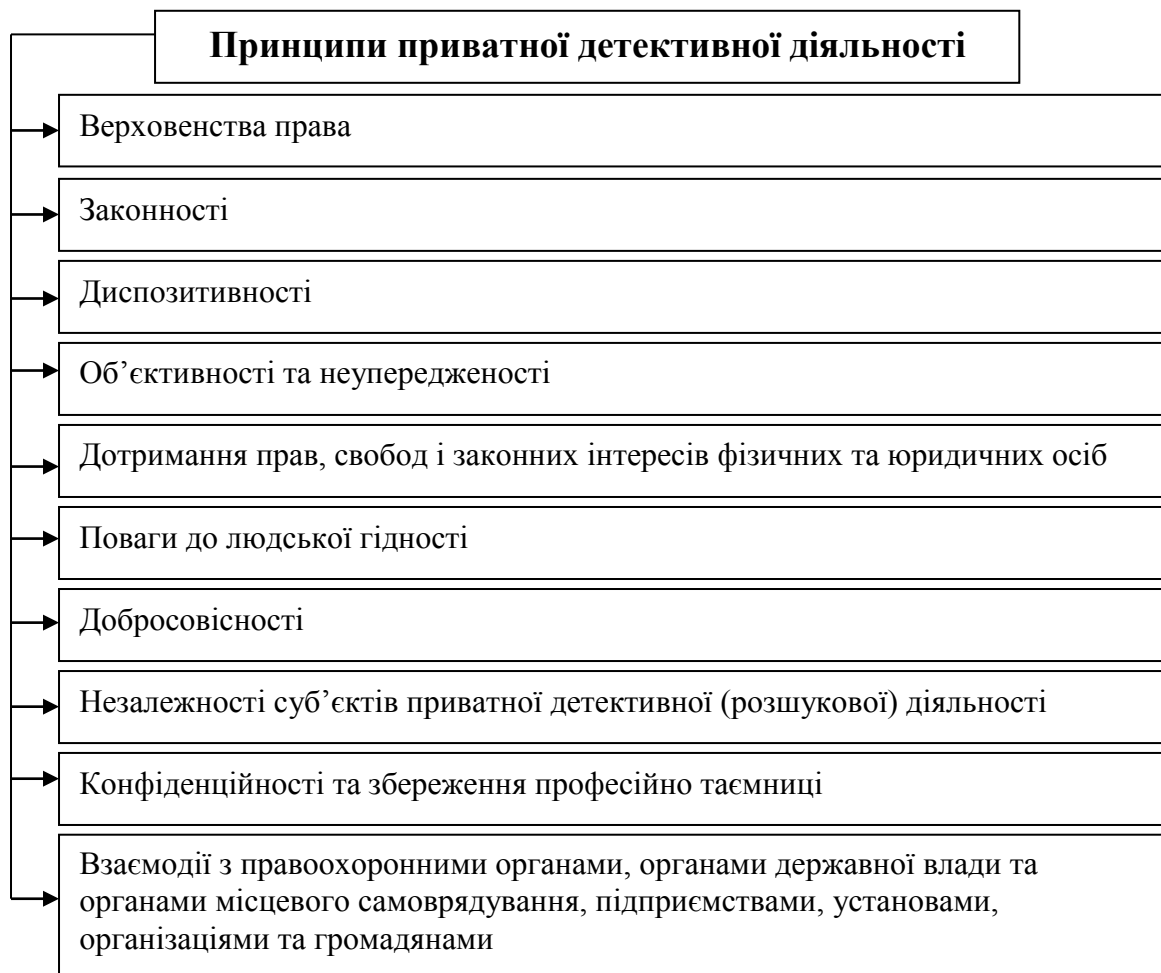 Принципи приватної детективної діяльності
Верховенства права
Законності
Диспозитивності
Об’єктивності та неупередженості
Дотримання прав, свобод і законних інтересів фізичних та юридичних осіб
Поваги до людської гідності
Добросовісності
Незалежності суб’єктів приватної детективної (розшукової) діяльності
Конфіденційності та збереження професійно таємниці
Взаємодії з правоохоронними органами, органами державної влади та
органами місцевого самоврядування, підприємствами, установами,
організаціями та громадянами